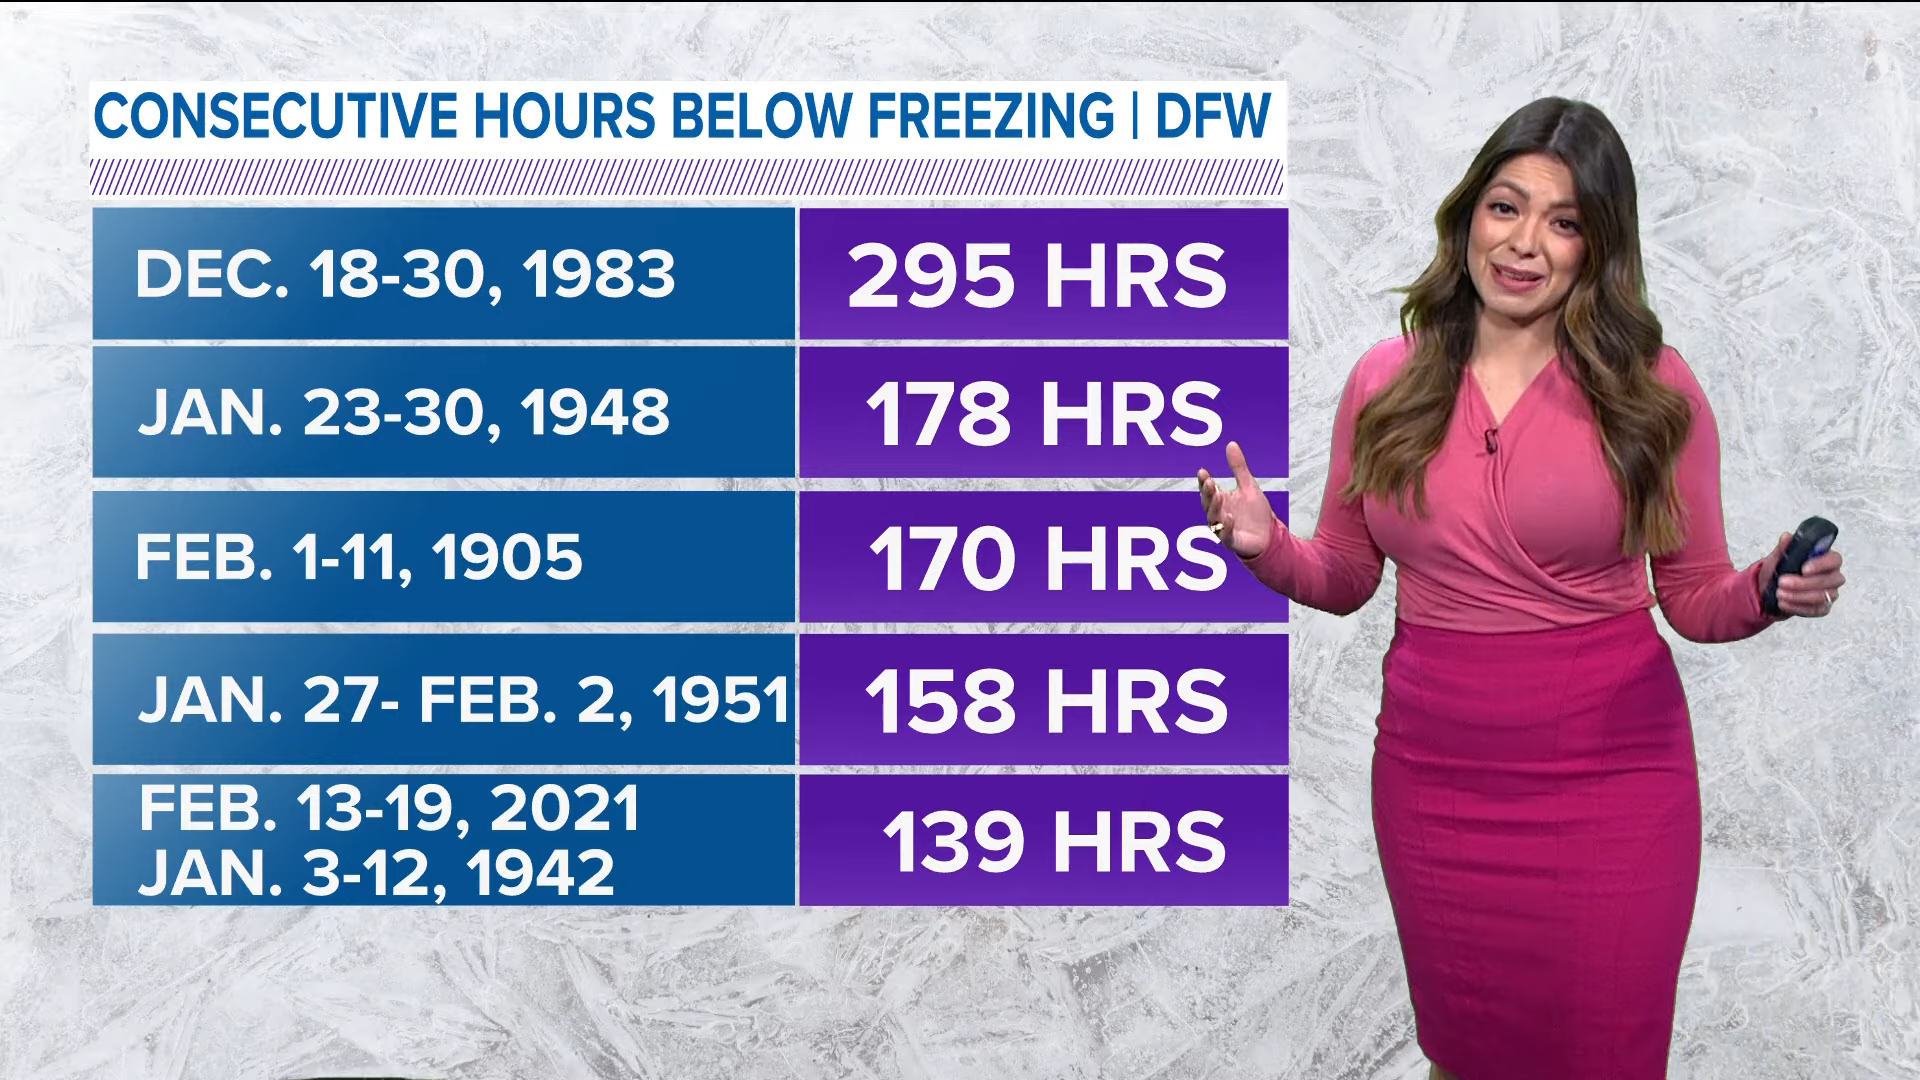 CONSECUTIVE HOURS BELOW FREEZING | DFW
DEC. 18-30, 1983 295 HRS
JAN. 23-30, 1948 178 HRS
FEB. 1-11, 1905 170 HRS
JAN. 27- FEB. 2, 1951 158 HRS
FEB. 13-19, 2021
JAN. 3-12, 1942 139 HRS